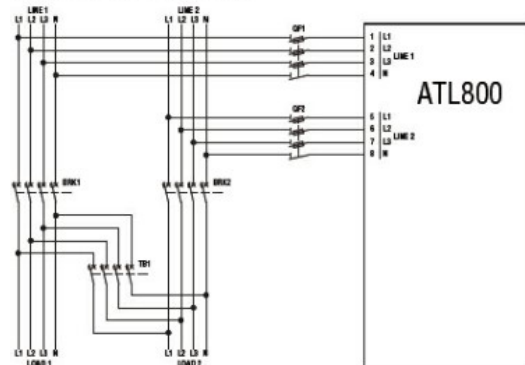 LINE 1
L1 L2 L3 N
LINE 2
L1 L2 L3 N
QF1
1 L1
2 L2
3 L3
4 N
LINE 1
ATL800
QF2
5 L1
6 L2
7 L3
8 N
LINE 2
BRK1
BRK2
TB1
L1 L2 L3 N
LOAD 1
L1 L2 L3 N
LOAD 2